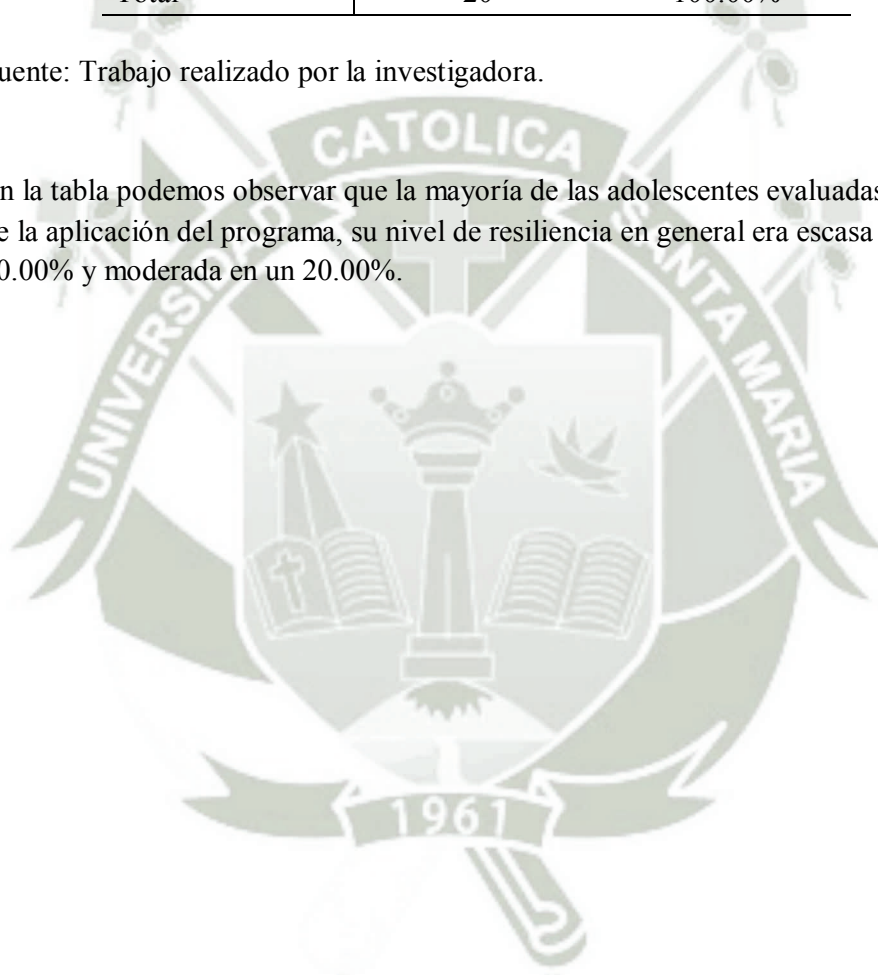 Total 20 100.00%
uente: Trabajo realizado por la investigadora.
n la tabla podemos observar que la mayoría de las adolescentes evaluadas
e la aplicación del programa, su nivel de resiliencia en general era escasa
0.00% y moderada en un 20.00%.
UNIVERSIDAD CATOLICA SANTA MARIA
1961